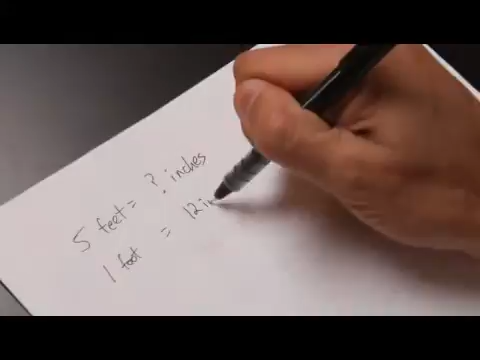 5 feet = ? inches
1 foot = 12 in